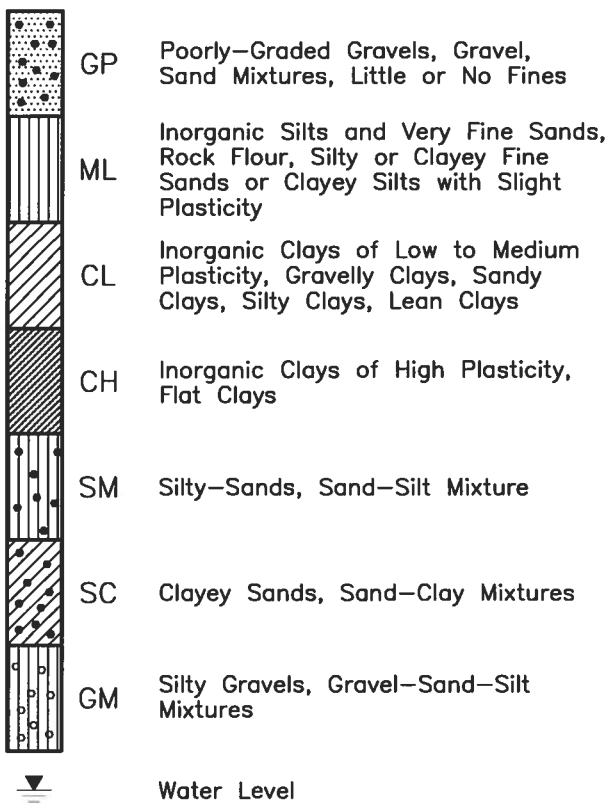 GP Poorly-Graded Gravels, Gravel,
Sand Mixtures, Little or No Fines
ML Inorganic Silts and Very Fine Sands,
Rock Flour, Silty or Clayey Fine
Sands or Clayey Silts with Slight
Plasticity
CL Inorganic Clays of Low to Medium
Plasticity, Gravelly Clays, Sandy
Clays, Silty Clays, Lean Clays
CH Inorganic Clays of High Plasticity,
Flat Clays
SM Silty-Sands, Sand-Silt Mixture
SC Clayey Sands, Sand-Clay Mixtures
GM Silty Gravels, Gravel-Sand-Silt
Mixtures
Water Level